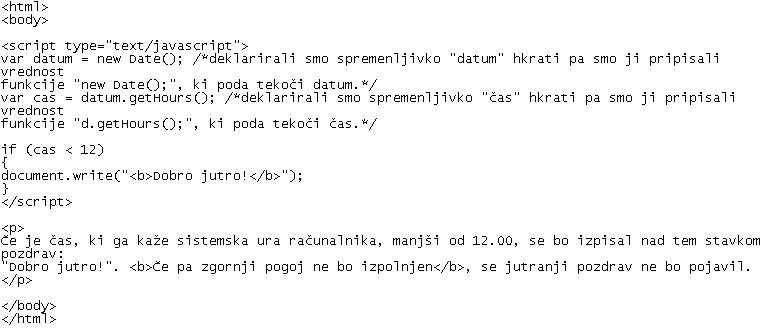 <html>
<body>
<script type="text/javascript">
var datum = new Date(); /*deklarirali smo spremenljivko "datum" hkrati pa smo ji pripisali
vrednost
funkcije "new Date();", ki poda tekoči datum.*/
var cas = datum.getHours(); /*deklarirali smo spremenljivko "čas" hkrati pa smo ji pripisali
vrednost
funkcije "d.getHours();", ki poda tekoči čas.*/
if (cas < 12)
{
document.write("<b>Dobro jutro!</b>");
}
</script>
<p>
Če je čas, ki ga kaže sistemska ura računalnika, manjši od 12.00, se bo izpisal nad tem stavkom
pozdrav:
"Dobro jutro!". <b>Če pa zgornji pogoj ne bo izpolnjen</b>, se jutranji pozdrav ne bo pojavil.
</p>
</body>
</html>